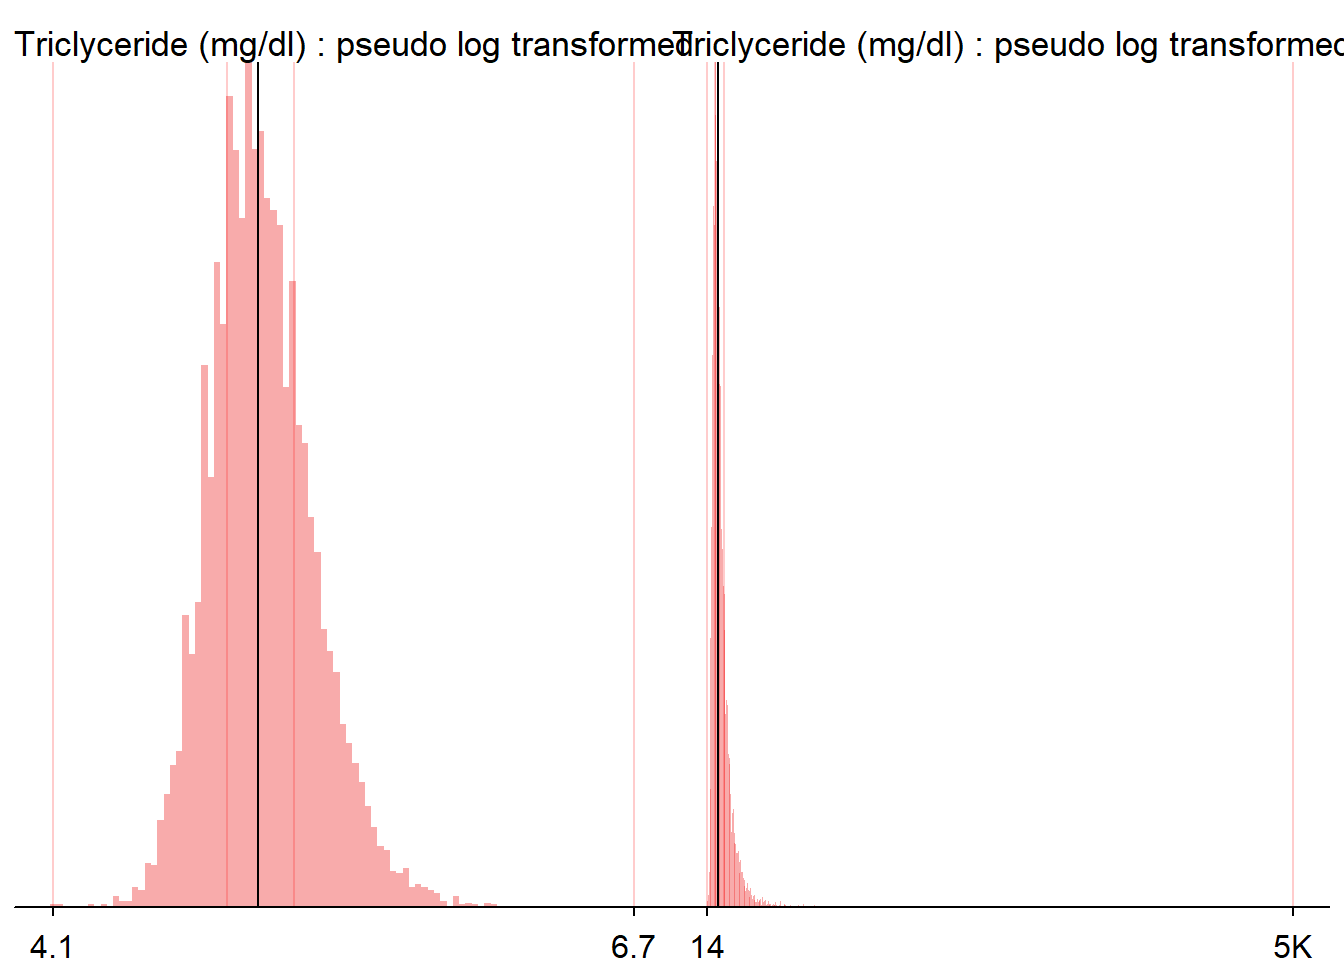 Triclyceride (mg/dl) : pseudo log transformed
Triclyceride (mg/dl) : pseudo log transformed
4.1
6.7
14
5K